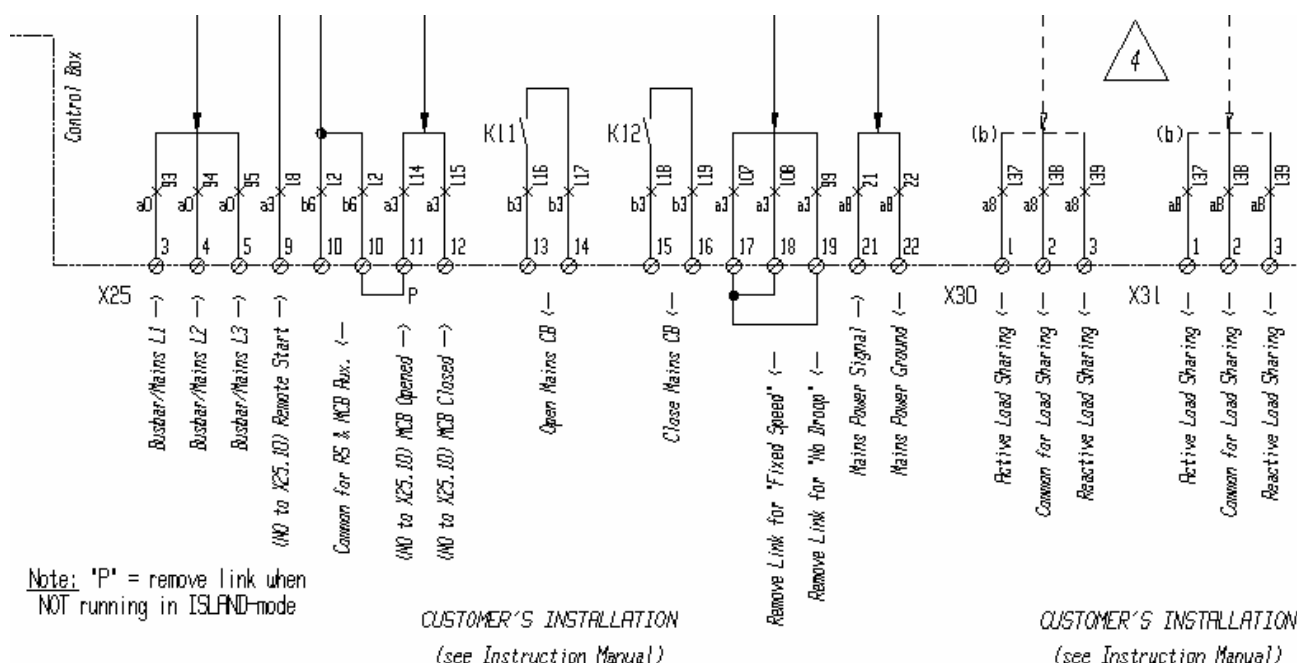 Control Box
4
K11
K12
(b)
(b)
93
94
95
18
12
12
114
115
116
117
118
119
107
108
99
21
22
137
138
139
137
138
139
a0
a0
a0
a3
b6
b6
a3
a3
b3
b3
b3
b3
a3
a3
a3
a8
a8
a8
a8
a8
a8
a8
a8
3
4
5
9
10
10
11
12
13
14
15
16
17
18
19
21
22
1
2
3
1
2
3
X25
P
X30
X31
Busbar/Mains L1 -->
Busbar/Mains L2 -->
Busbar/Mains L3 -->
(NO to X25.10) Remote Start -->
Common for RS & MCB Aux. <--
(NO to X25.10) MCB Opened -->
(NO to X25.10) MCB Closed -->
Open Mains CB <--
Close Mains CB <--
Remove Link for "Fixed Speed" <--
Remove Link for "No Droop" <--
Mains Power Signal -->
Mains Power Ground <--
Active Load Sharing <--
Common for Load Sharing <--
Reactive Load Sharing <--
Active Load Sharing <--
Common for Load Sharing <--
Reactive Load Sharing <--
Note: "P" = remove link when
NOT running in ISLAND-mode
CUSTOMER'S INSTALLATION
(see Instruction Manual)
CUSTOMER'S INSTALLATION
(see Instruction Manual)